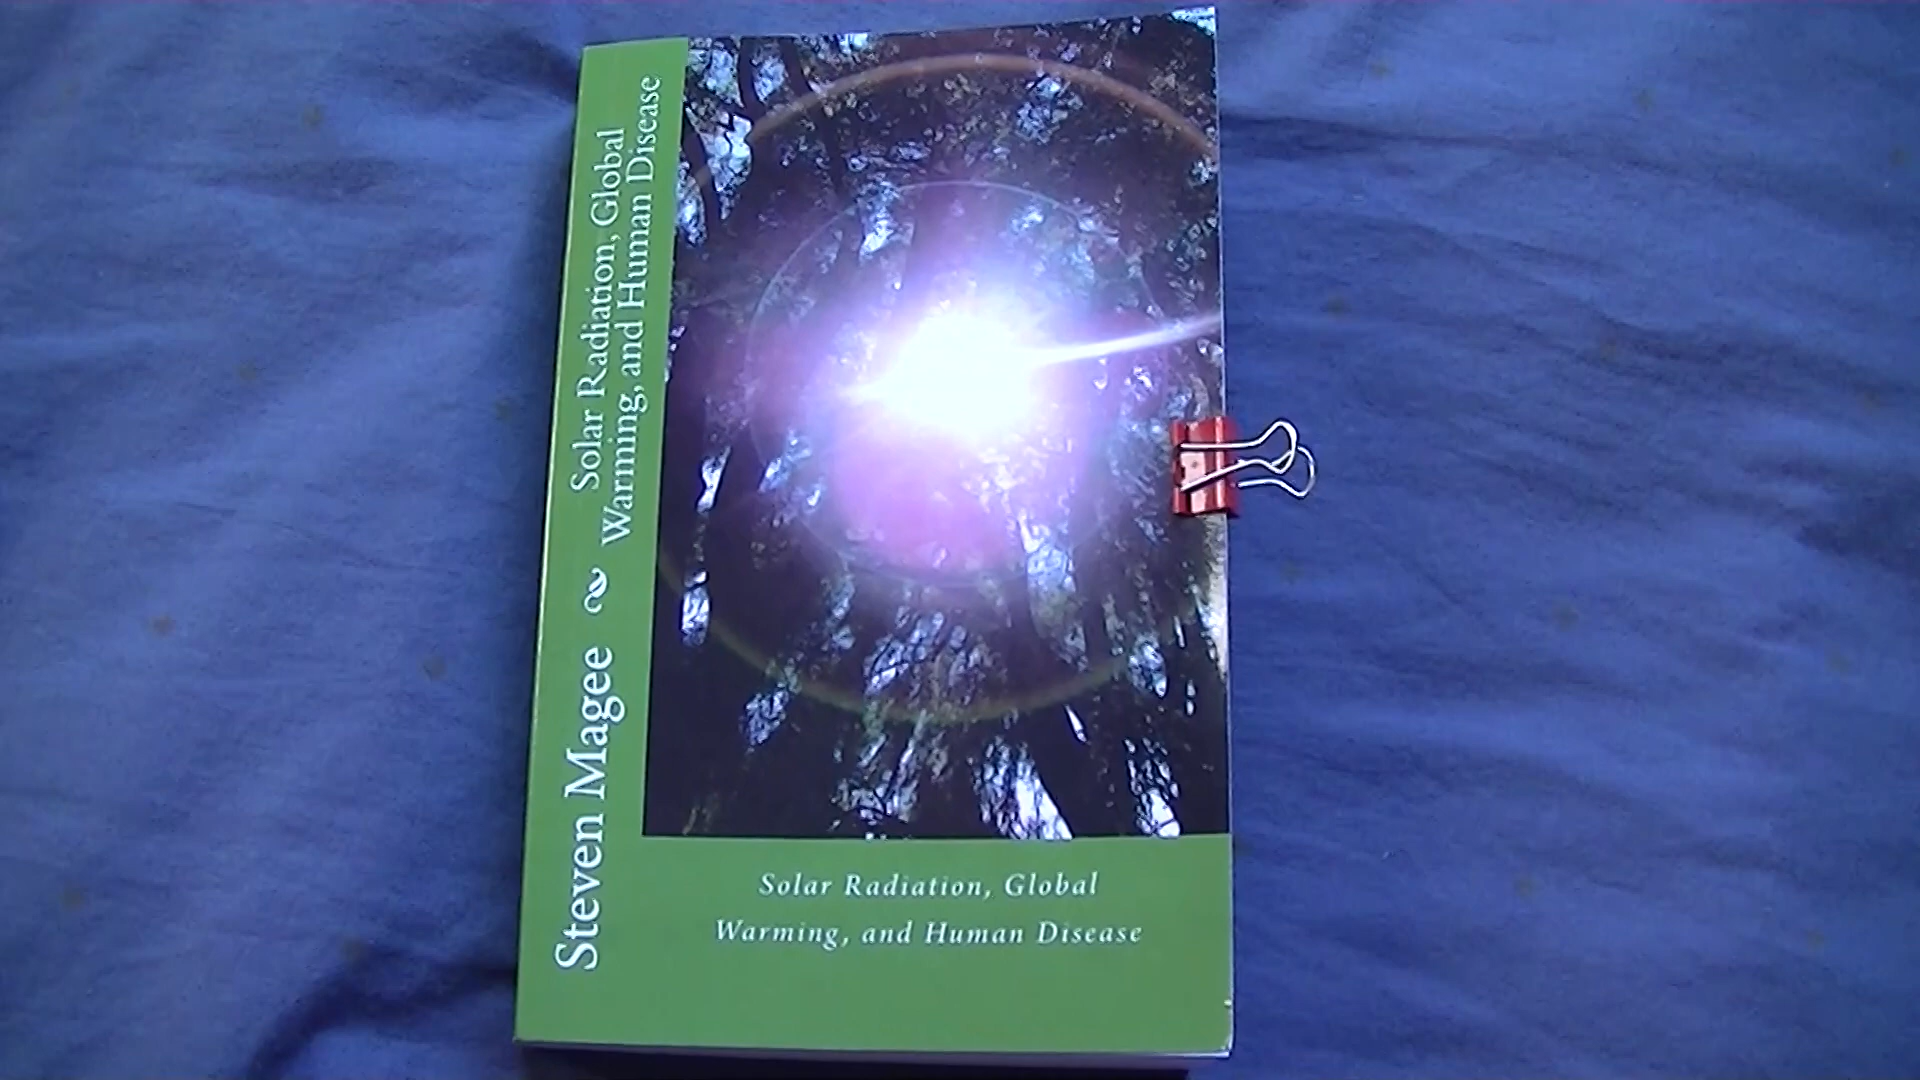 Steven Magee ~ Solar Radiation, Global
Warming, and Human Disease
Solar Radiation, Global
Warming, and Human Disease